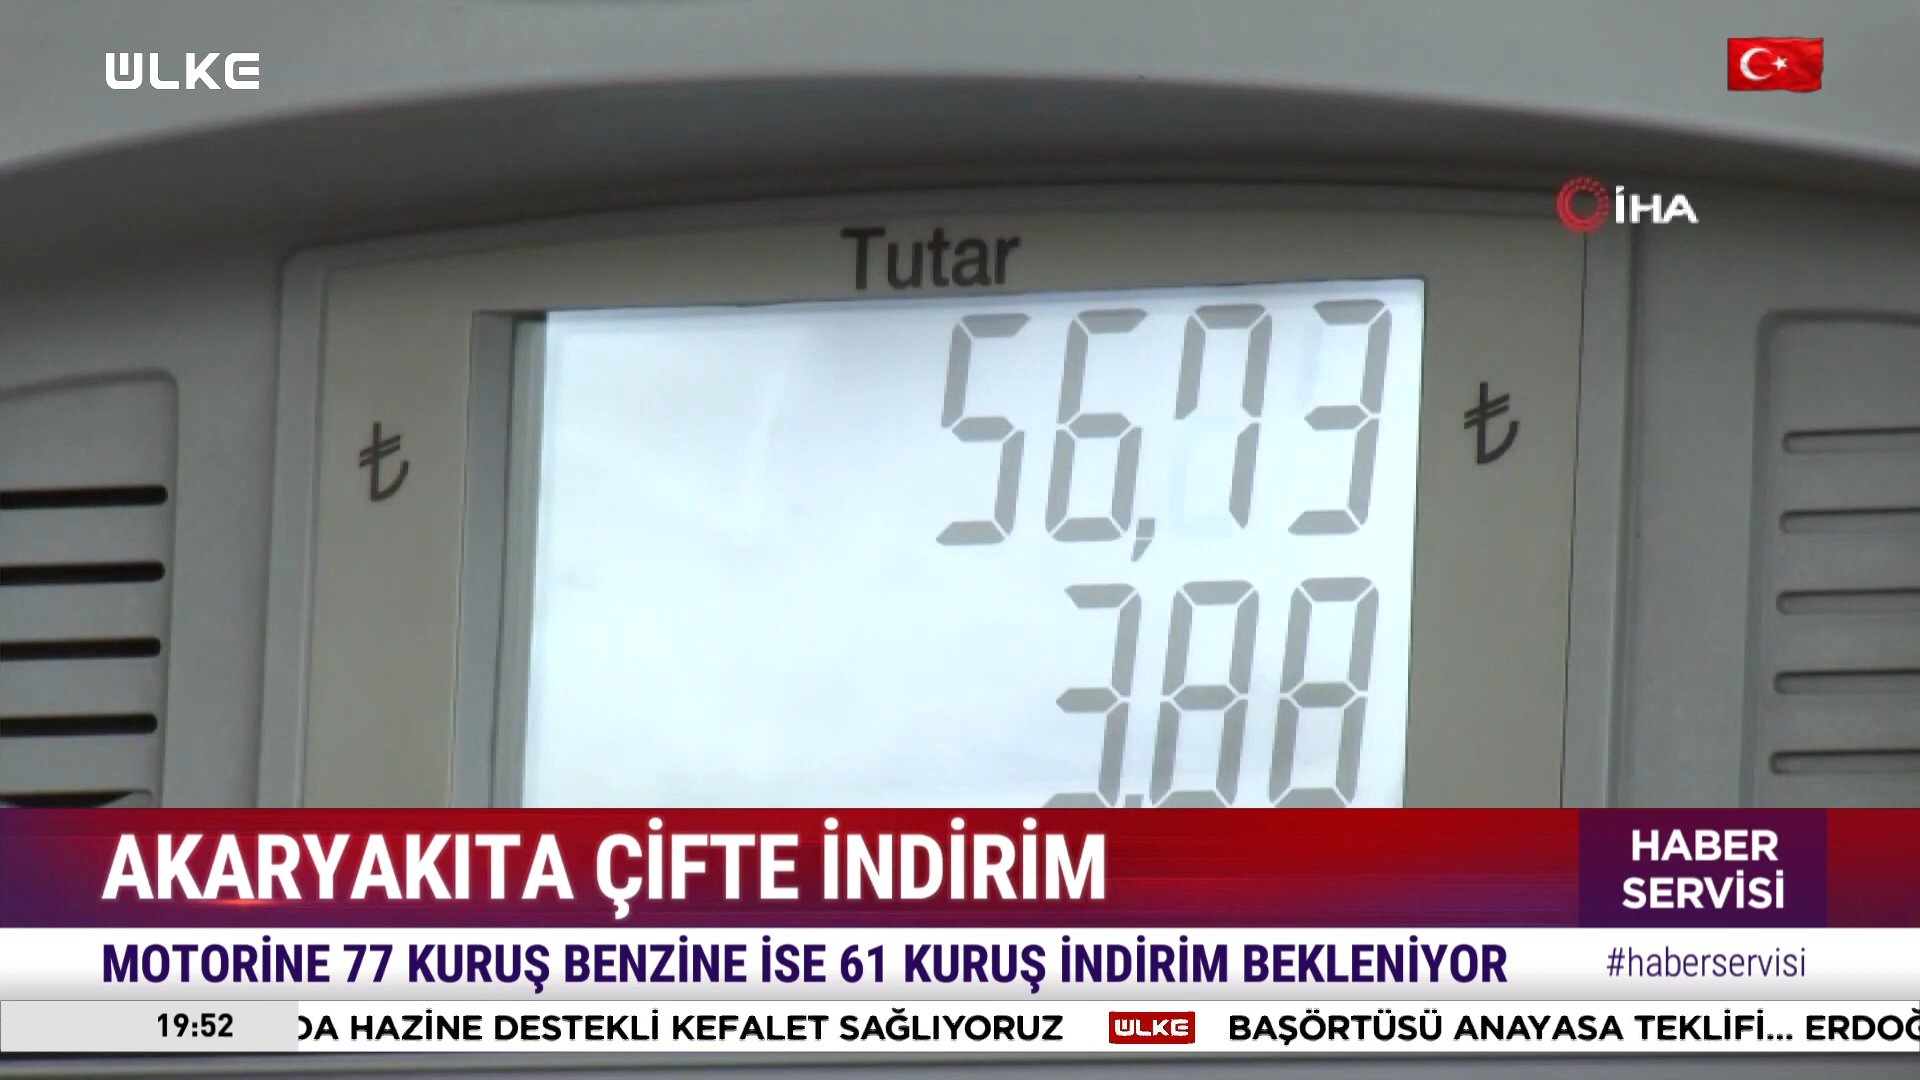 ÜLKE
İHA
Tutar
56,73
₺ ₺
3,88
AKARYAKITA ÇİFTE İNDİRİM
HABER
SERVİSİ
MOTORİNE 77 KURUŞ BENZİNE İSE 61 KURUŞ İNDİRİM BEKLENİYOR
#haberservisi
19:52
DA HAZİNE DESTEKLİ KEFALET SAĞLIYORUZ ÜLKE BAŞÖRTÜSÜ ANAYASA TEKLİFİ... ERDOĞ